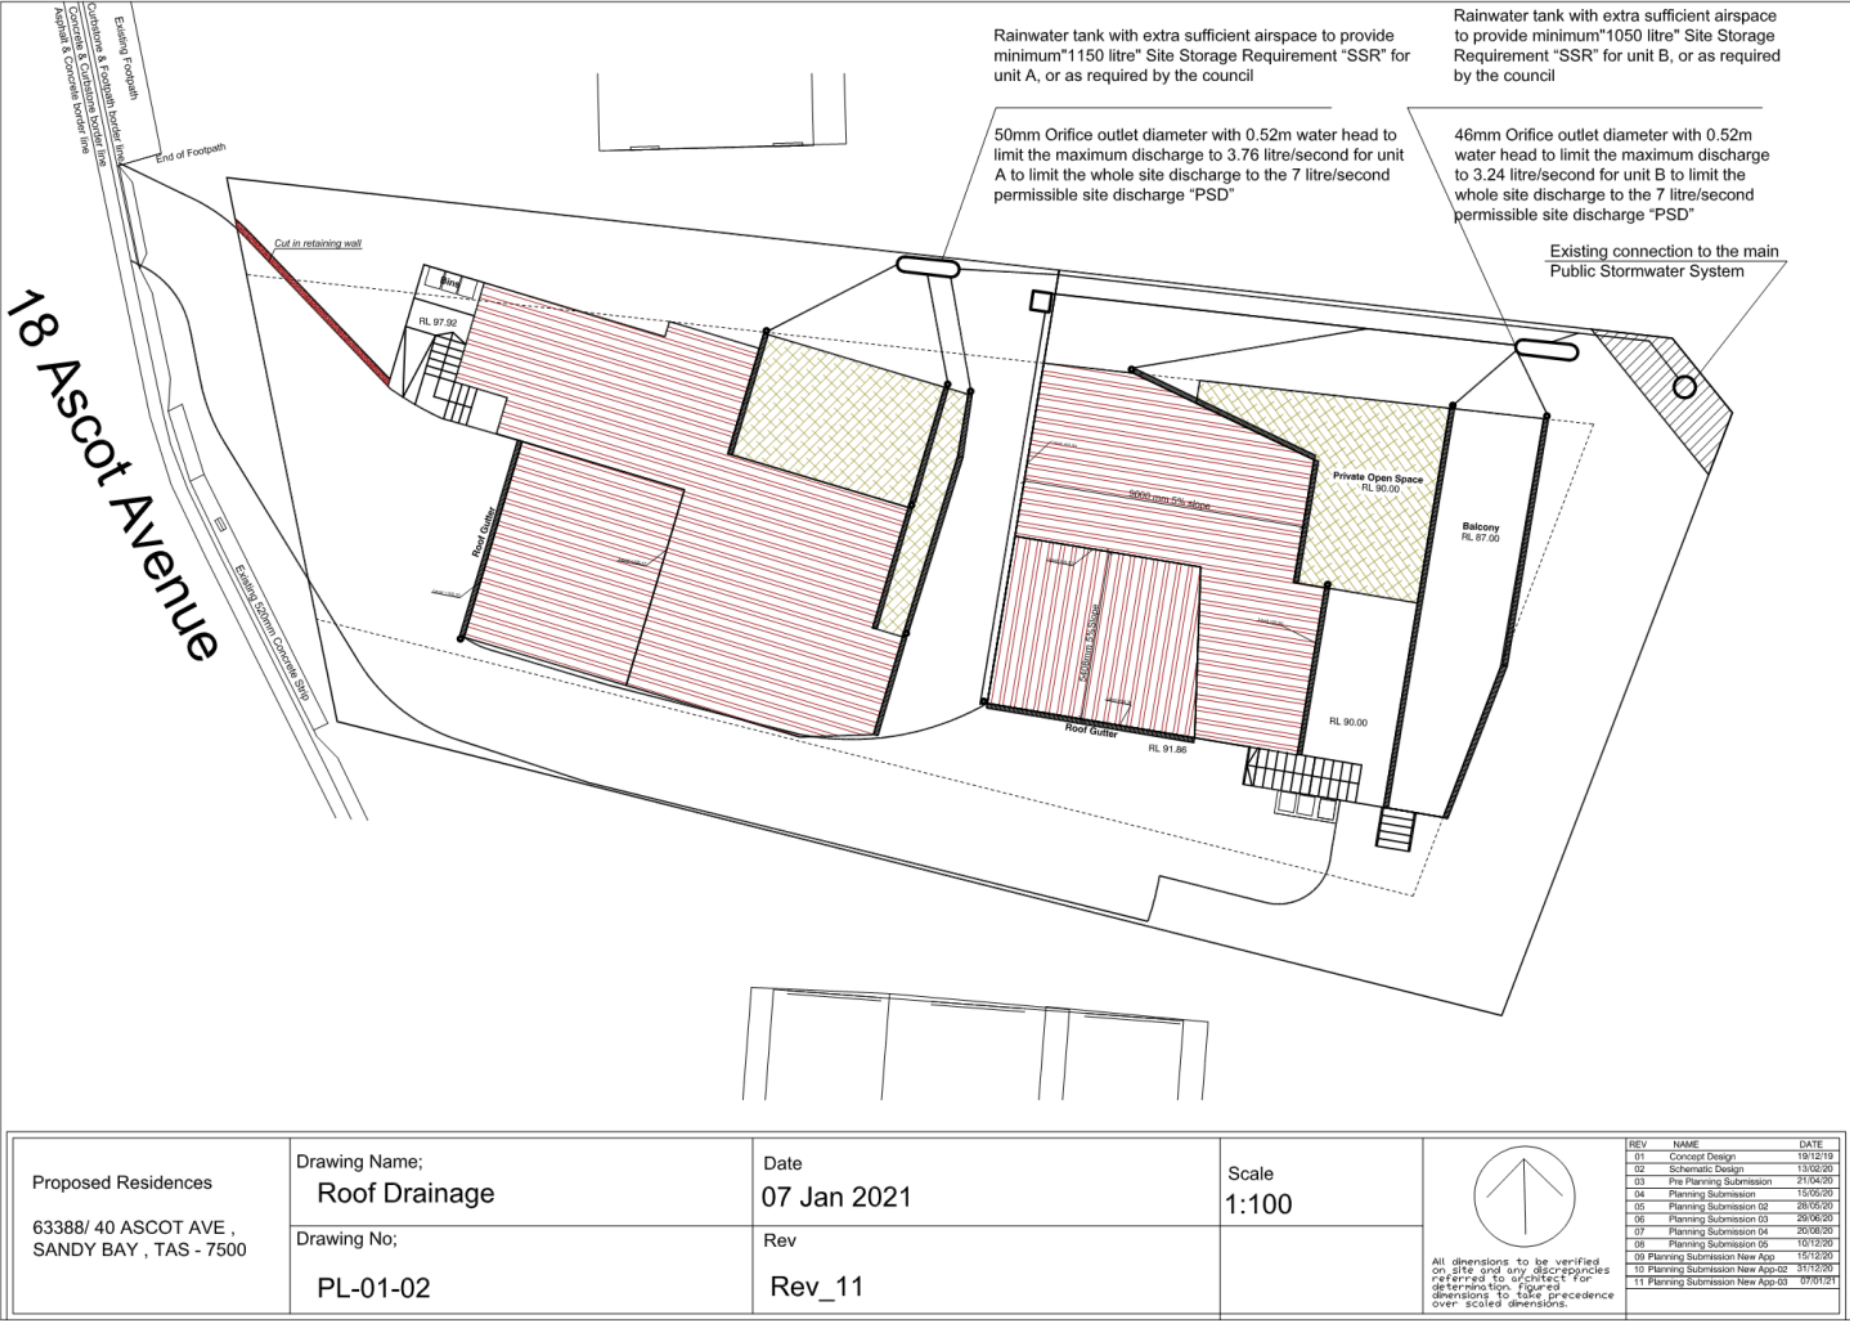 Existing Footpath
Curbstone & Footpath border line
Concrete & Curbstone border line
Asphalt & Concrete border line
End of Footpath
Rainwater tank with extra sufficient airspace to provide
minimum"1150 litre" Site Storage Requirement “SSR” for
unit A, or as required by the council
50mm Orifice outlet diameter with 0.52m water head to
limit the maximum discharge to 3.76 litre/second for unit
A to limit the whole site discharge to the 7 litre/second
permissible site discharge “PSD”
Rainwater tank with extra sufficient airspace
to provide minimum"1050 litre" Site Storage
Requirement “SSR” for unit B, or as required
by the council
46mm Orifice outlet diameter with 0.52m
water head to limit the maximum discharge
to 3.24 litre/second for unit B to limit the
whole site discharge to the 7 litre/second
permissible site discharge “PSD”
Existing connection to the main
Public Stormwater System
Cut in retaining wall
Bins
RL 97.92
18 Ascot Avenue
Existing 520mm Concrete Strip
Roof Gutter
9000 mm 5% slope
5% Slope
Private Open Space
RL 90.00
Balcony
RL 87.00
RL 90.00
Roof Gutter
RL 91.86
Proposed Residences
63388/ 40 ASCOT AVE ,
SANDY BAY , TAS - 7500
Drawing Name;
Roof Drainage
Drawing No;
PL-01-02
Date
07 Jan 2021
Rev
Rev_11
Scale
1:100
All dimensions to be verified
on site and any discrepancies
referred to architect for
determination. figured
dimensions to take precedence
over scaled dimensions.
REV NAME DATE
01 Concept Design 19/12/19
02 Schematic Design 13/02/20
03 Pre Planning Submission 21/04/20
04 Planning Submission 15/05/20
05 Planning Submission 02 28/05/20
06 Planning Submission 03 29/06/20
07 Planning Submission 04 20/08/20
08 Planning Submission 05 10/12/20
09 Planning Submission New App 15/12/20
10 Planning Submission New App-02 31/12/20
11 Planning Submission New App-03 07/01/21